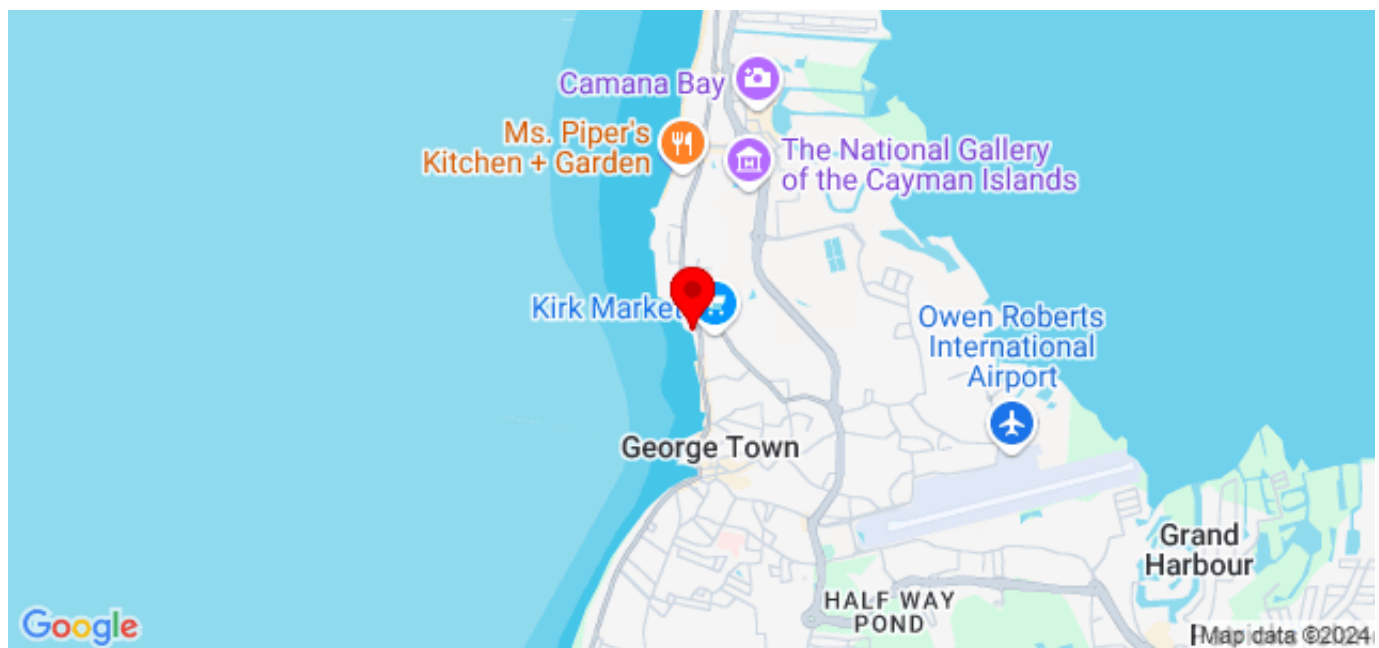 Camana Bay
Ms. Piper's
Kitchen + Garden
The National Gallery
of the Cayman Islands
Kirk Market
Owen Roberts
International
Airport
George Town
Grand
Harbour
HALF WAY
POND
Google
Map data ©2024